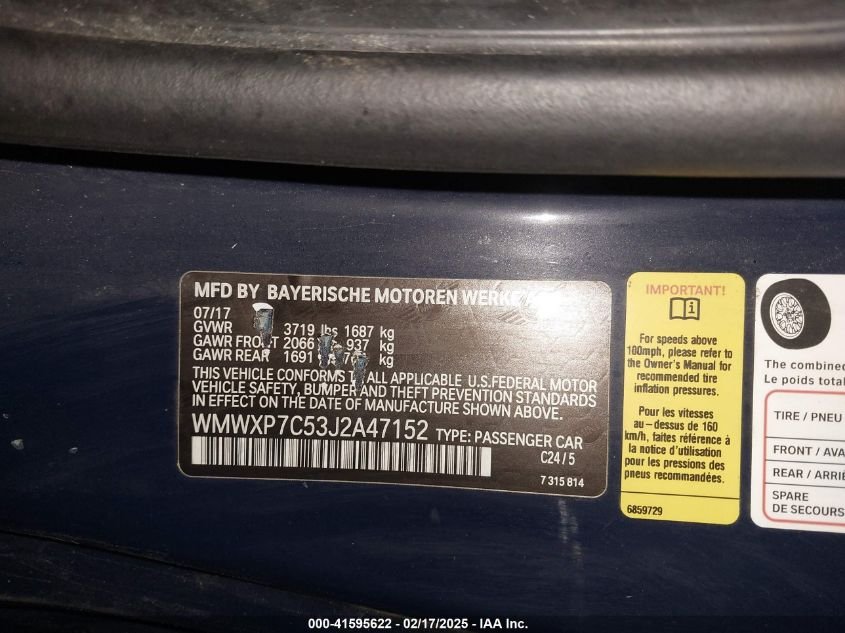 MFD BY BAYERISCHE MOTOREN WERKE
07/17
GVWR 3719 lbs 1687 kg
GAWR FRONT 2066 937 kg
GAWR REAR 1691 kg
THIS VEHICLE CONFORMS TO ALL APPLICABLE U.S.FEDERAL MOTOR
VEHICLE SAFETY, BUMPER AND THEFT PREVENTION STANDARDS
IN EFFECT ON THE DATE OF MANUFACTURE SHOWN ABOVE.
WMWXP7C53J2A47152 TYPE: PASSENGER CAR
C24/5
7 315 814
IMPORTANT!
For speeds above
100mph, please refer to
the Owner's Manual for
recommended tire
inflation pressures.
Pour les vitesses
au- dessus de 160
km/h, faites référence à
la notice d'utilisation
pour les pressions des
pneus recommandées.
6859729
The combined
Le poids total
TIRE / PNEU
FRONT / AVA
REAR / ARRIÈ
SPARE
DE SECOURS
000-41595622 - 02/17/2025 - IAA Inc.